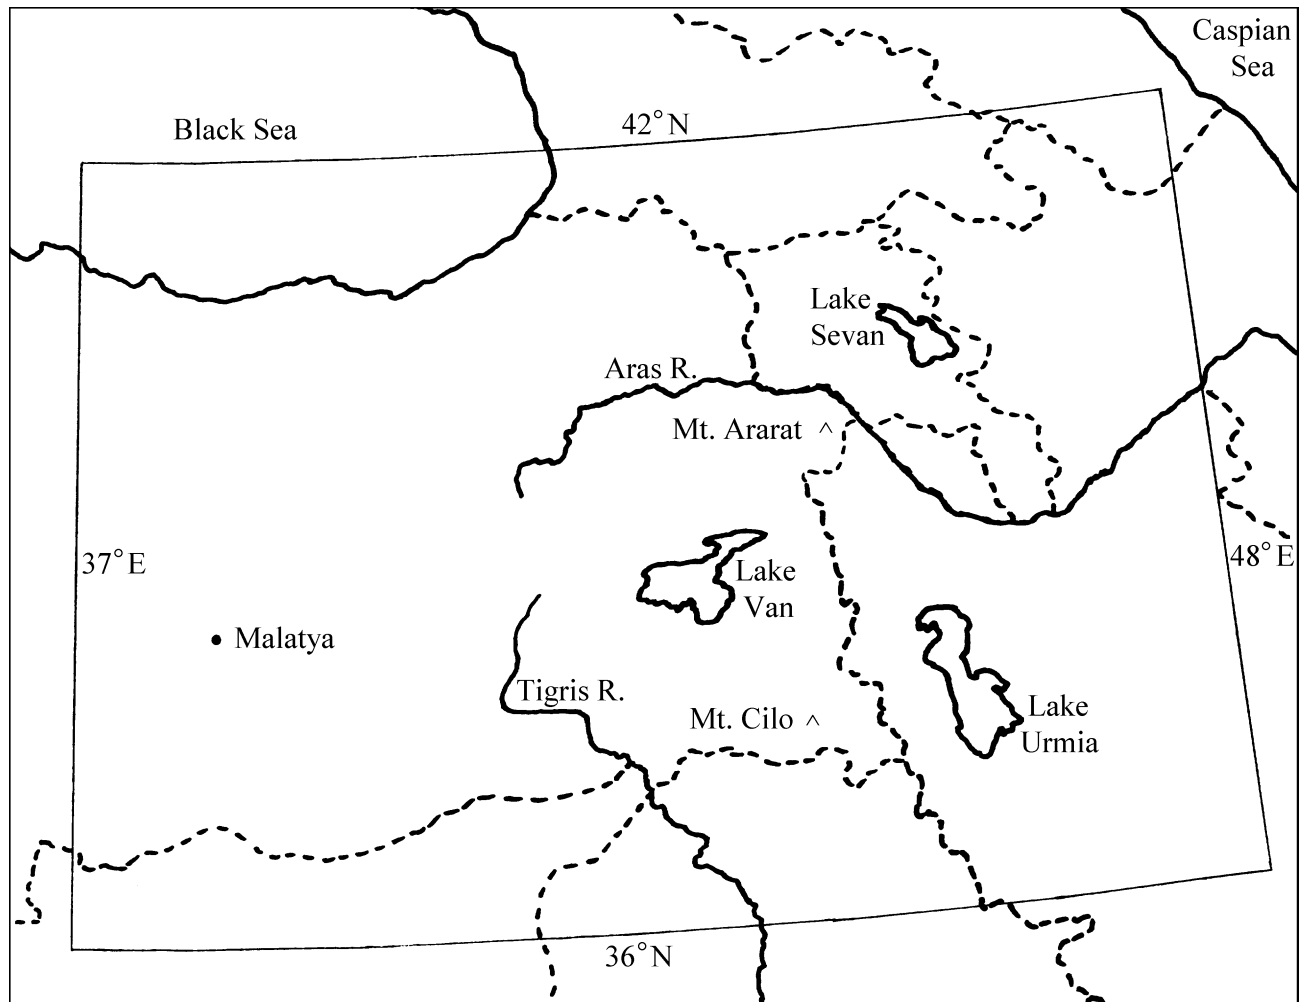 Caspian
Sea
Black Sea
42°N
Lake
Sevan
Aras R.
Mt. Ararat ^
37°E
48°E
Lake
Van
Malatya
Tigris R.
Mt. Cilo ^
Lake
Urmia
36°N